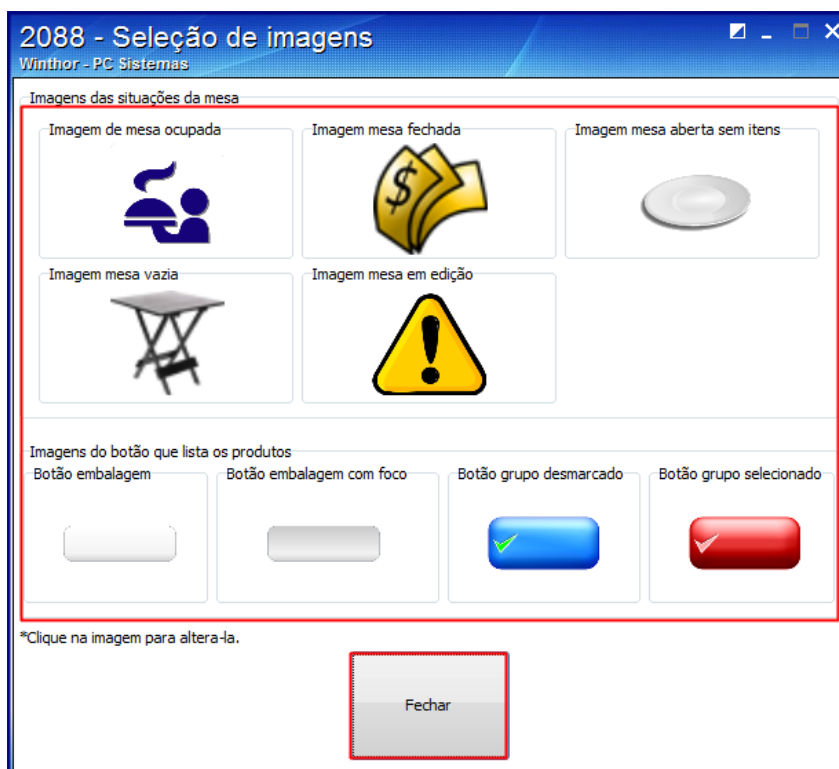 2088 - Seleção de imagens
Winthor - PC Sistemas
Imagens das situações da mesa
Imagem de mesa ocupada
Imagem mesa fechada
Imagem mesa aberta sem itens
$
Imagem mesa vazia
Imagem mesa em edição
Imagens do botão que lista os produtos
Botão embalagem
Botão embalagem com foco
Botão grupo desmarcado
Botão grupo selecionado
*Clique na imagem para altera-la.
Fechar